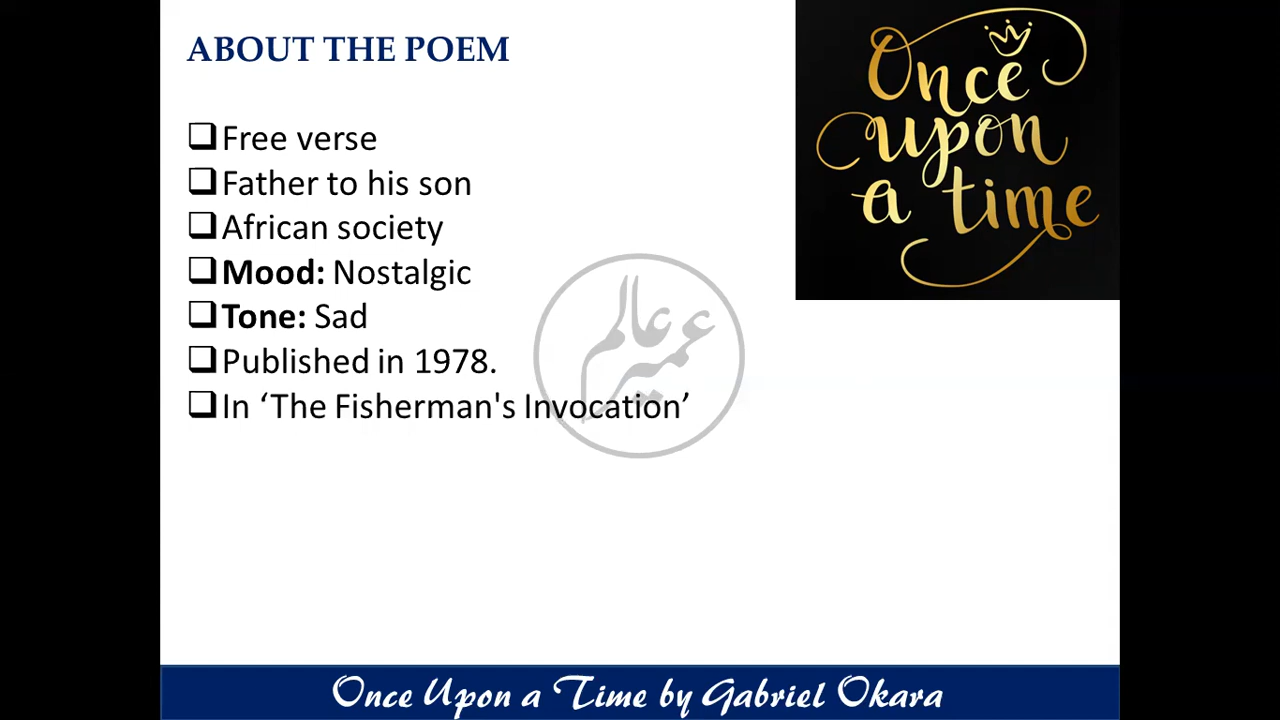 ABOUT THE POEM
Once
upon
a time
❑Free verse
❑Father to his son
❑African society
❑Mood: Nostalgic
❑Tone: Sad
❑Published in 1978.
❑In ‘The Fisherman's Invocation’
عمیر عالم
Once Upon a Time by Gabriel Okara